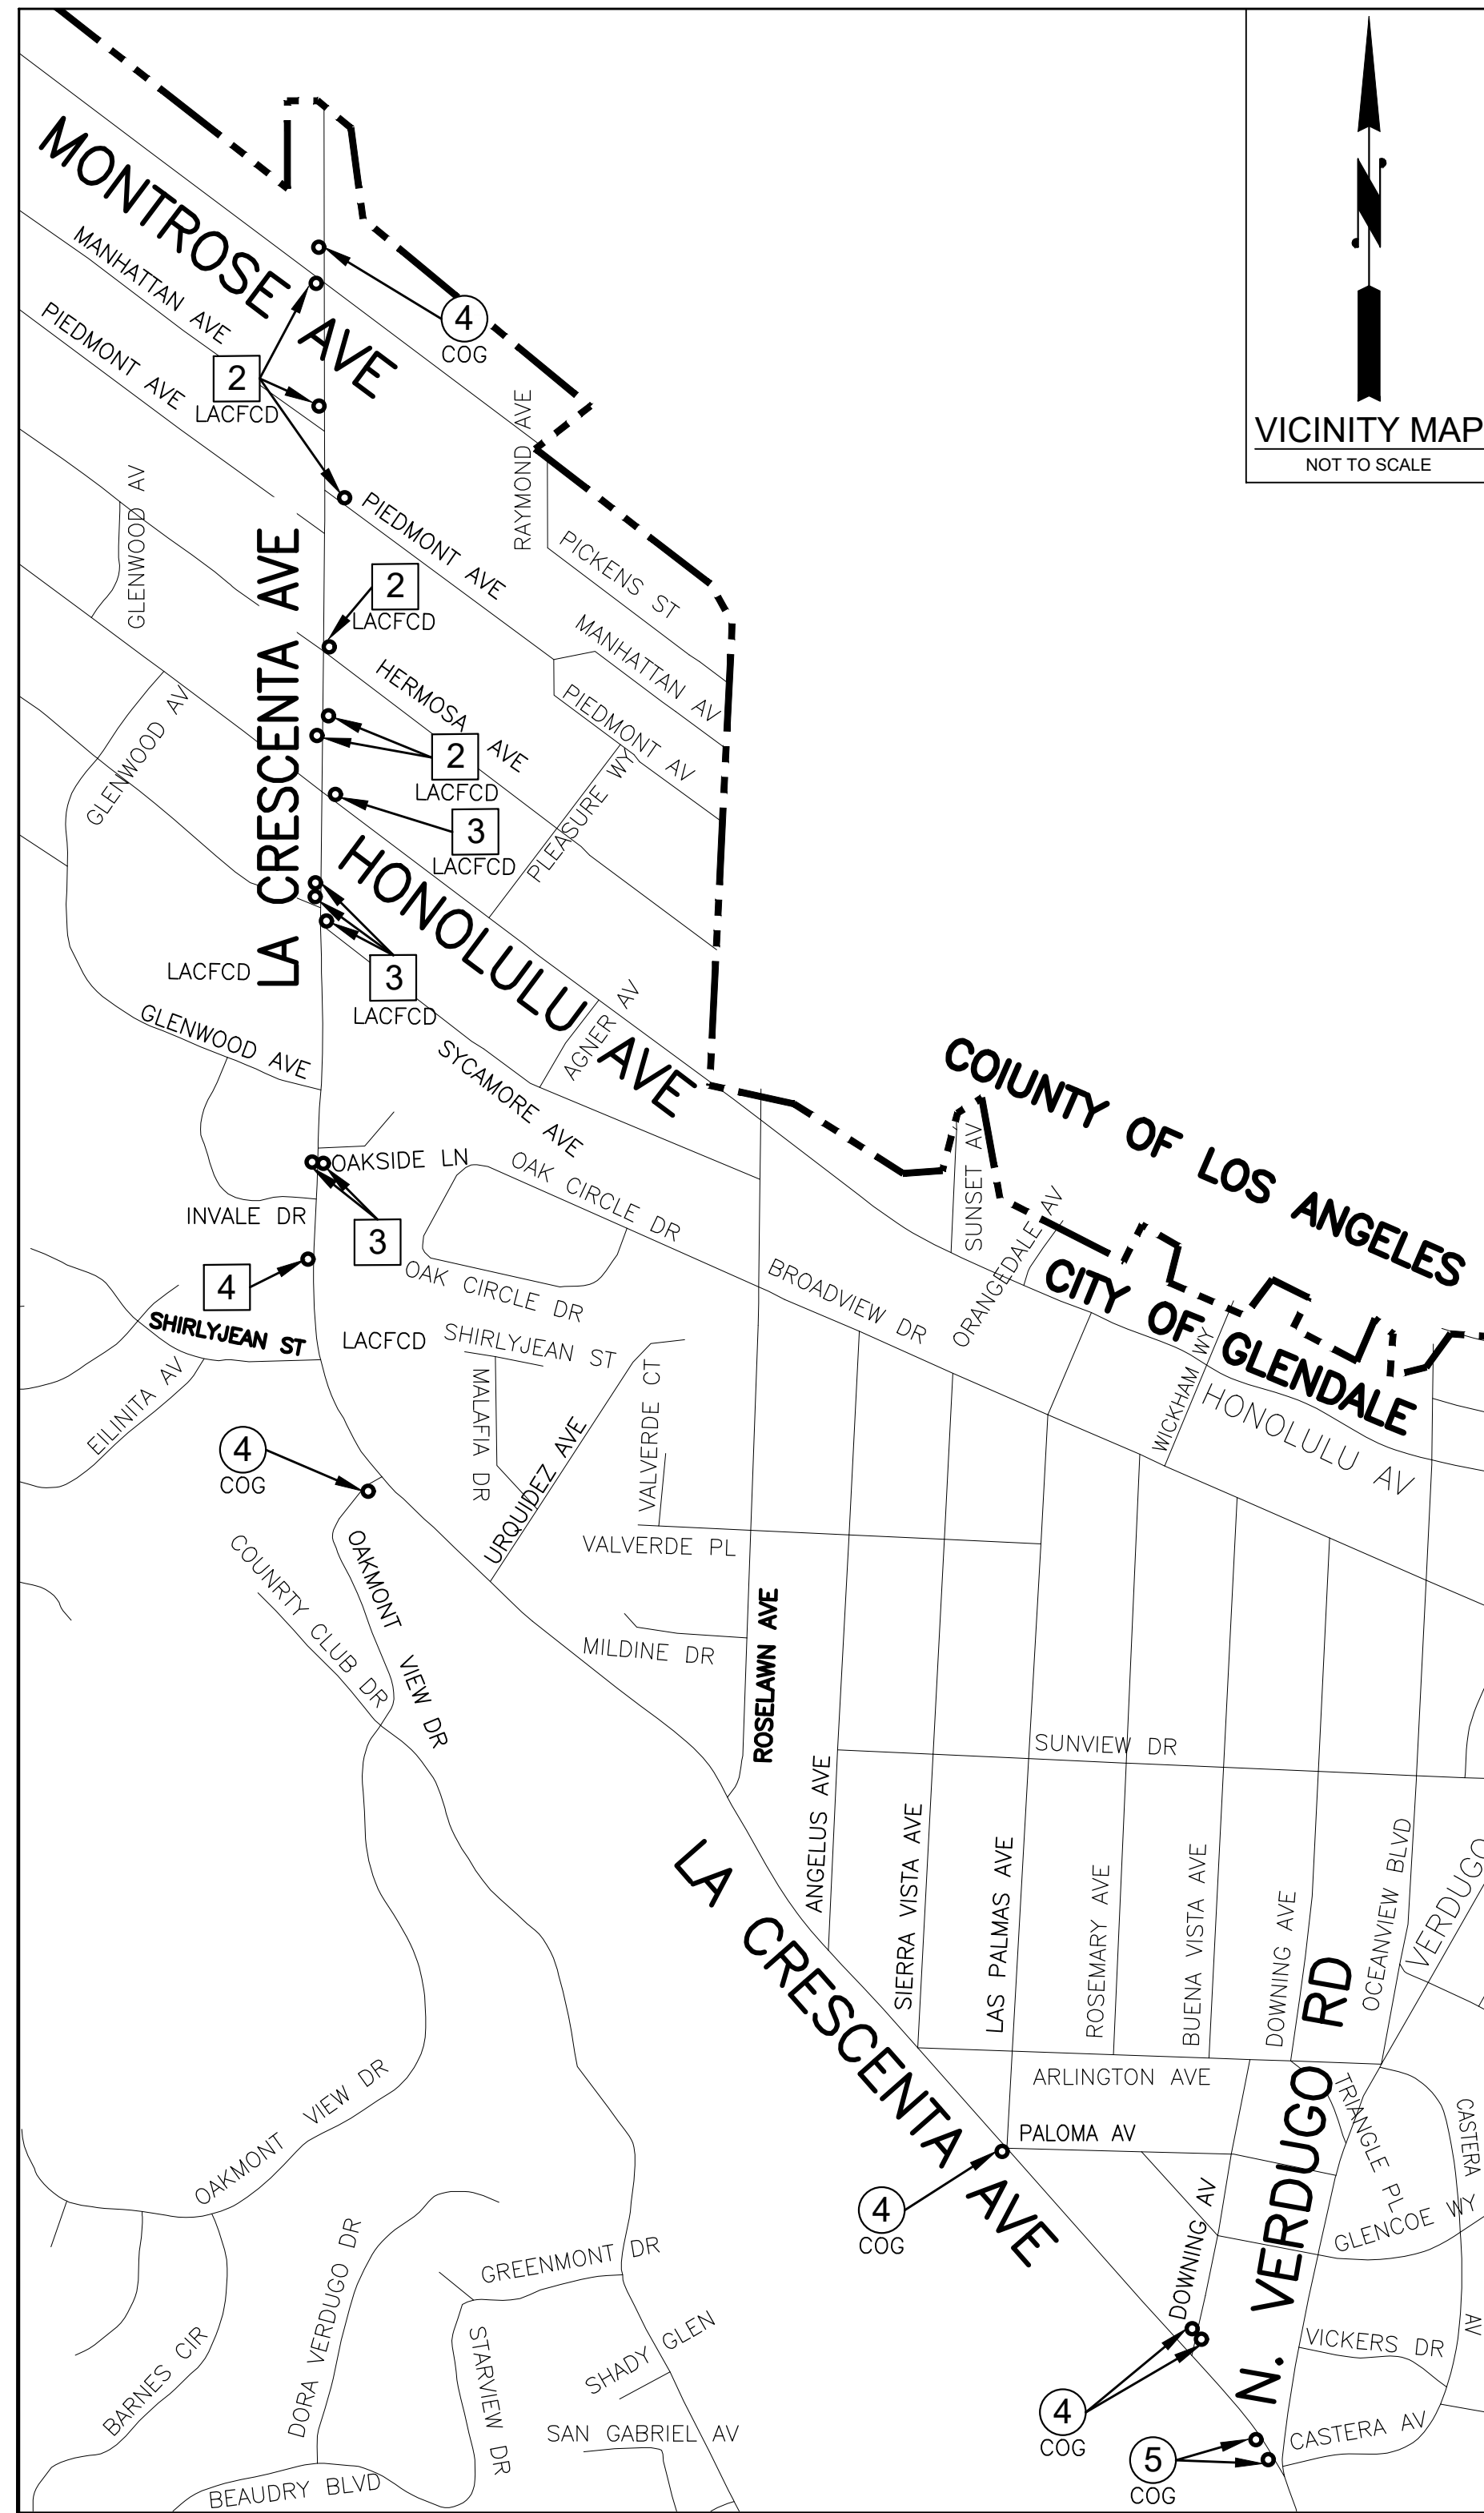 VICINITY MAP
NOT TO SCALE
N
MONTROSE AVE
MANHATTAN AVE
PIEDMONT AVE
4
COG
2
LACFCD
RAYMOND AVE
GLENWOOD AV
PIEDMONT AVE
PICKENS ST
LA CRESCENTA AVE
2
LACFCD
MANHATTAN AV
HERMOSA AVE
PIEDMONT AV
GLENWOOD AV
2
LACFCD
PLEASURE WY
3
LACFCD
HONOLULU AVE
LACFCD
3
LACFCD
AGNER AV
GLENWOOD AVE
SYCAMORE AVE
COIUNTY OF LOS ANGELES
OAKSIDE LN
OAK CIRCLE DR
SUNSET AV
INVALE DR
3
ORANGEDALE AV
CITY OF GLENDALE
4
OAK CIRCLE DR
BROADVIEW DR
SHIRLYJEAN ST
LACFCD
SHIRLYJEAN ST
WICKHAM WY
HONOLULU AV
EILINITA AV
MALAFIA DR
VALVERDE CT
URQUIDEZ AVE
4
COG
VALVERDE PL
OAKMONT VIEW DR
COUNRTY CLUB DR
MILDINE DR
ROSELAWN AVE
SUNVIEW DR
ANGELUS AVE
SIERRA VISTA AVE
LAS PALMAS AVE
ROSEMARY AVE
BUENA VISTA AVE
DOWNING AVE
OCEANVIEW BLVD
VERDUGO
LA CRESCENTA AVE
N. VERDUGO RD
ARLINGTON AVE
TRIANGLE PL
CASTERA AV
PALOMA AV
OAKMONT VIEW DR
4
COG
GLENCOE WY
DOWNING AV
GREENMONT DR
DORA VERDUGO DR
BARNES CIR
STARVIEW DR
SHADY GLEN
VICKERS DR
SAN GABRIEL AV
4
COG
CASTERA AV
5
COG
BEAUDRY BLVD